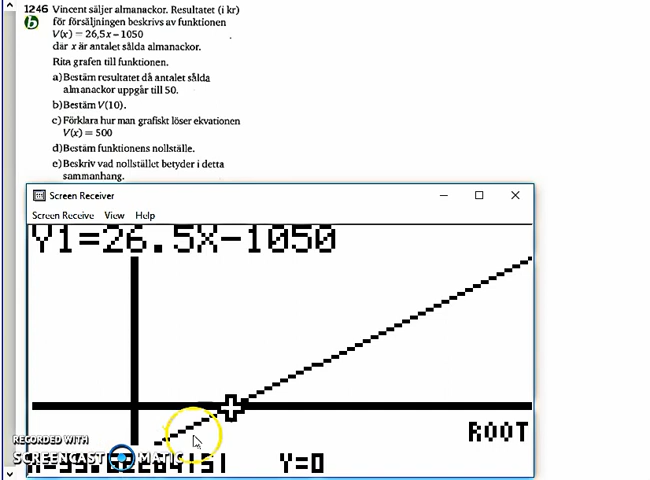 1246 Vincent säljer almanackor. Resultatet (i kr)
b för försäljningen beskrivs av funktionen
V(x) = 26,5x – 1050
där x är antalet sålda almanackor.
Rita grafen till funktionen.
a) Bestäm resultatet då antalet sålda
almanackor uppgår till 50.
b) Bestäm V(10).
c) Förklara hur man grafiskt löser ekvationen
V(x) = 500
d) Bestäm funktionens nollställe.
e) Beskriv vad nollstället betyder i detta
sammanhang.
Screen Receiver
Screen Receive View Help
Y1=26.5X-1050
ROOT
Y=0
RECORDED WITH
SCREENCAST MATIC